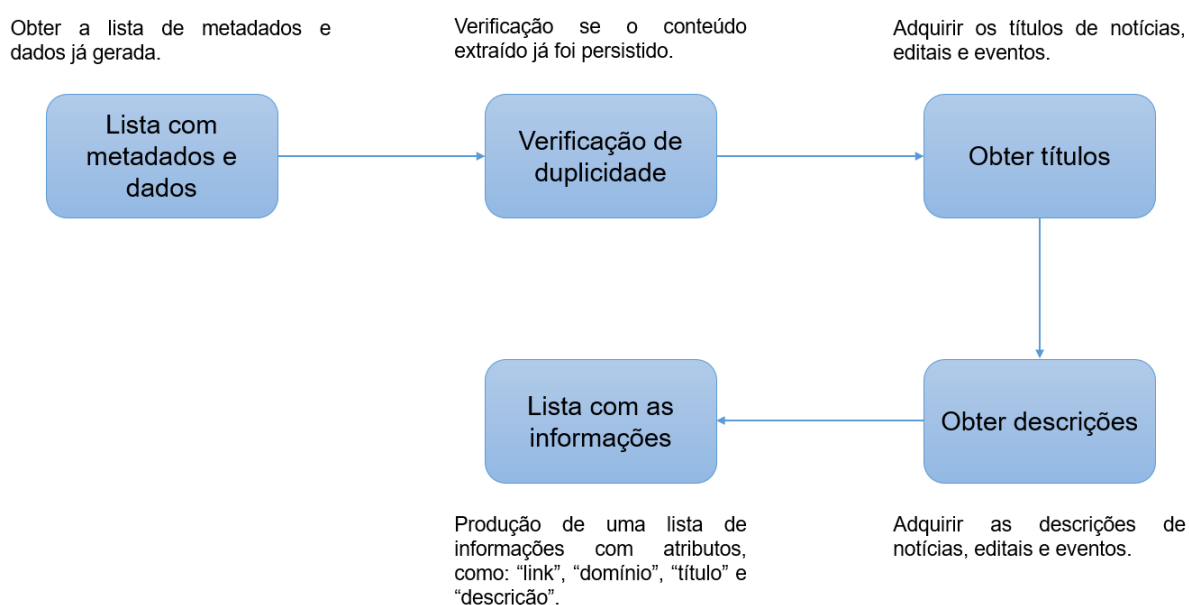 Obter a lista de metadados e
dados já gerada.
Verificação se o conteúdo
extraído já foi persistido.
Adquirir os títulos de notícias,
editais e eventos.
Lista com
metadados e
dados
Verificação de
duplicidade
Obter títulos
Lista com as
informações
Obter descrições
Produção de uma lista de
informações com atributos,
como: “link”, “domínio”, “título” e
“descricão”.
Adquirir as descrições de
notícias, editais e eventos.